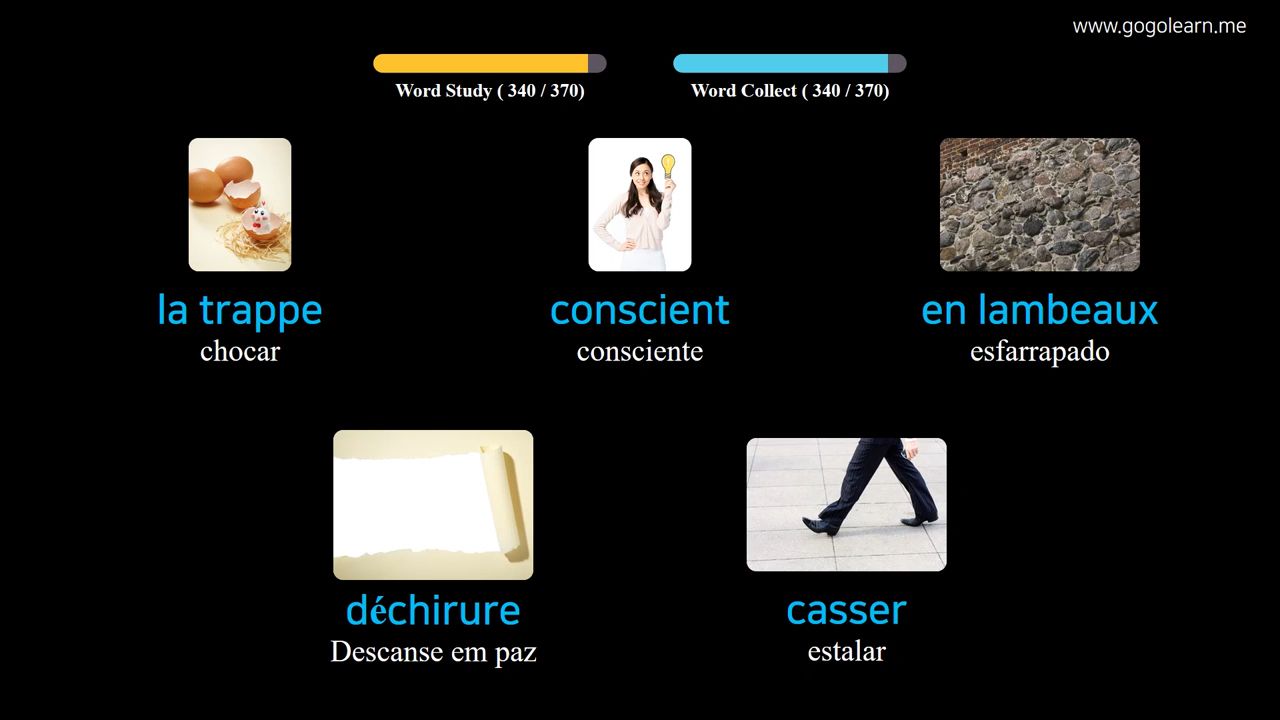 www.gogolearn.me
Word Study ( 340 / 370)
Word Collect ( 340 / 370)
la trappe
chocar
conscient
consciente
en lambeaux
esfarrapado
déchirure
Descanse em paz
casser
estalar